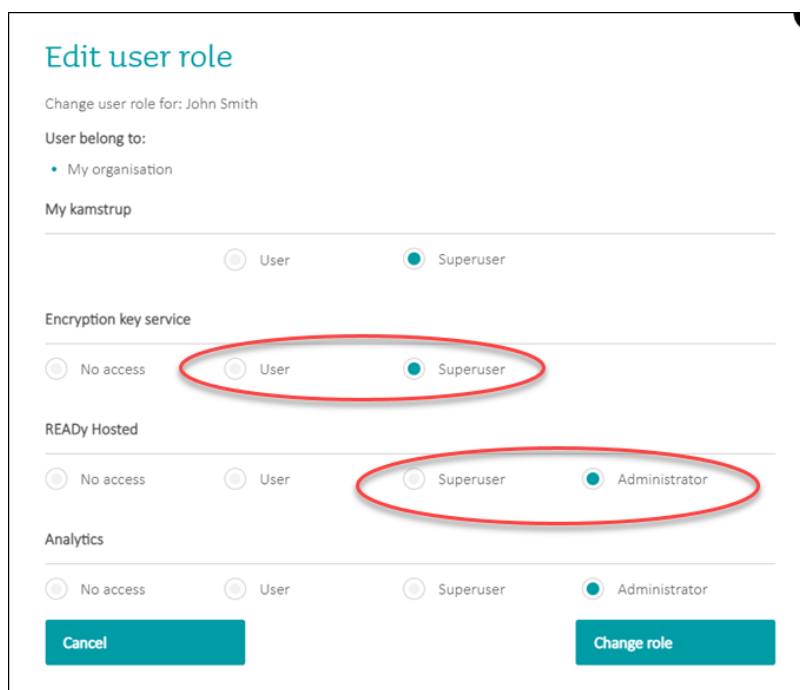 Edit user role
Change user role for: John Smith
User belong to:
• My organisation
My kamstrup
User Superuser
Encryption key service
No access User Superuser
READy Hosted
No access User Superuser Administrator
Analytics
No access User Superuser Administrator
Cancel Change role